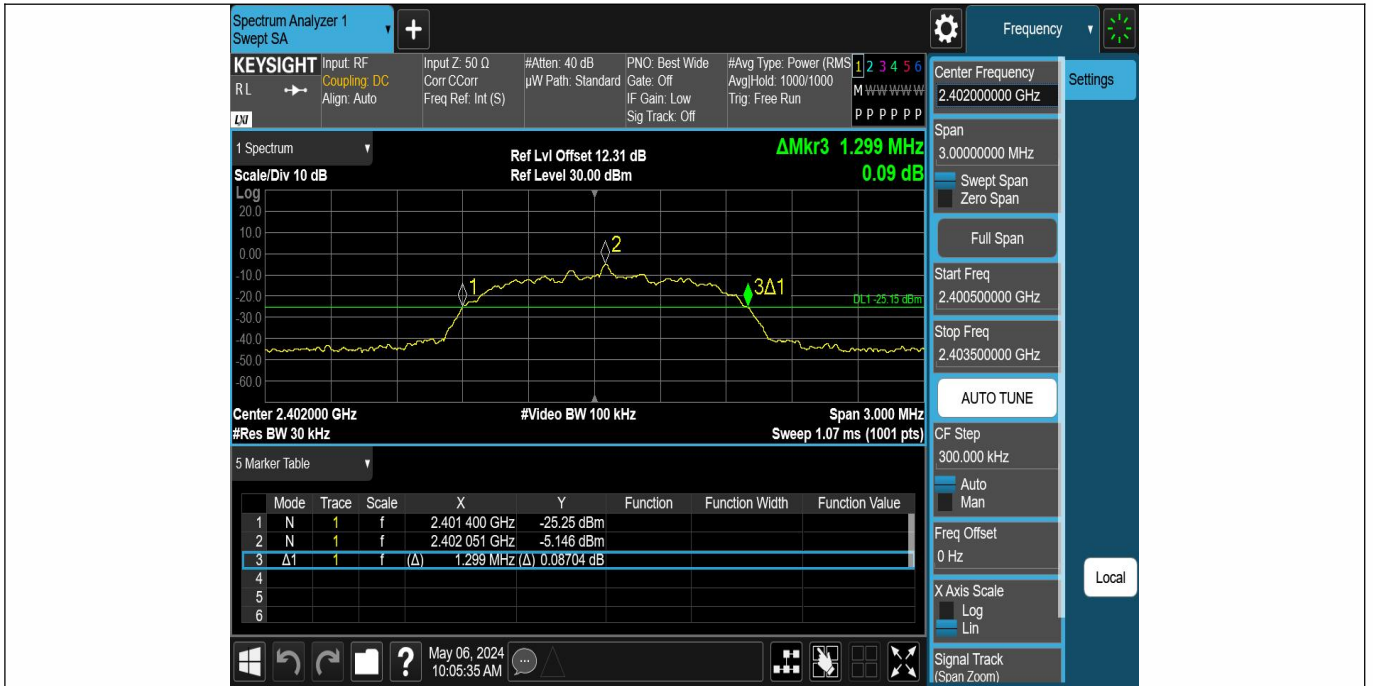 Spectrum Analyzer 1
Swept SA
+
Frequency
KEYSIGHT
R L
LXI
Input: RF
Coupling: DC
Align: Auto
Input Z: 50 Ω
Corr CCorr
Freq Ref: Int (S)
#Atten: 40 dB
µW Path: Standard
PNO: Best Wide
Gate: Off
IF Gain: Low
Sig Track: Off
#Avg Type: Power (RMS
Avg|Hold: 1000/1000
Trig: Free Run
1 2 3 4 5 6
M W W W W W
P P P P P P
1 Spectrum
Scale/Div 10 dB
Ref Lvl Offset 12.31 dB
Ref Level 30.00 dBm
ΔMkr3 1.299 MHz
0.09 dB
Log
20.0
10.0
0.00
-10.0
-20.0
-30.0
-40.0
-50.0
-60.0
1
2
3Δ1
DL1 -25.15 dBm
Center 2.402000 GHz
#Video BW 100 kHz
Span 3.000 MHz
#Res BW 30 kHz
Sweep 1.07 ms (1001 pts)
5 Marker Table
Mode Trace Scale X Y Function Function Width Function Value
1 N 1 f 2.401 400 GHz -25.25 dBm
2 N 1 f 2.402 051 GHz -5.146 dBm
3 Δ1 1 f (Δ) 1.299 MHz (Δ) 0.08704 dB
4
5
6
?
May 06, 2024
10:05:35 AM
Center Frequency
2.402000000 GHz
Settings
Span
3.00000000 MHz
Swept Span
Zero Span
Full Span
Start Freq
2.400500000 GHz
Stop Freq
2.403500000 GHz
AUTO TUNE
CF Step
300.000 kHz
Auto
Man
Freq Offset
0 Hz
X Axis Scale
Log
Lin
Local
Signal Track
(Span Zoom)